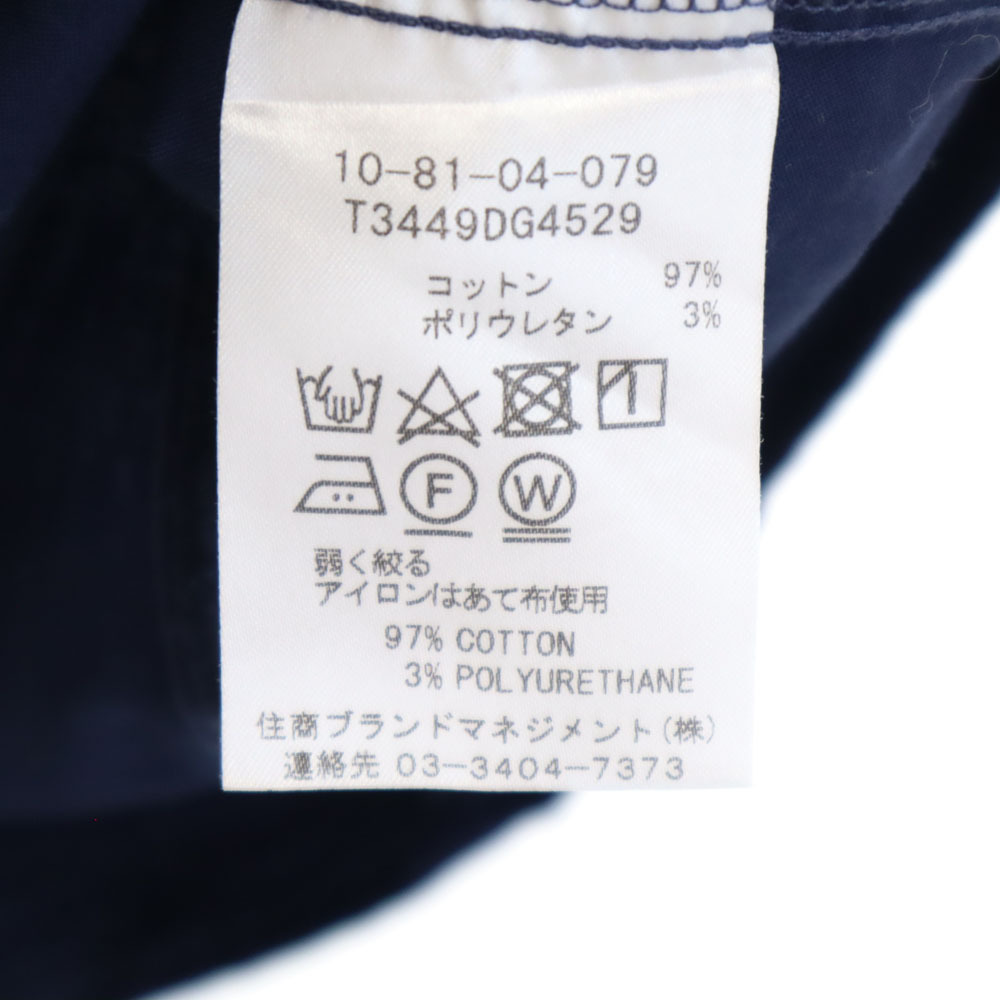 10-81-04-079
T3449DG4529
コットン 97%
ポリウレタン 3%
F W
弱く絞る
アイロンはあて布使用
97% COTTON
3% POLYURETHANE
住商ブランドマネジメント(株)
連絡先 03-3404-7373